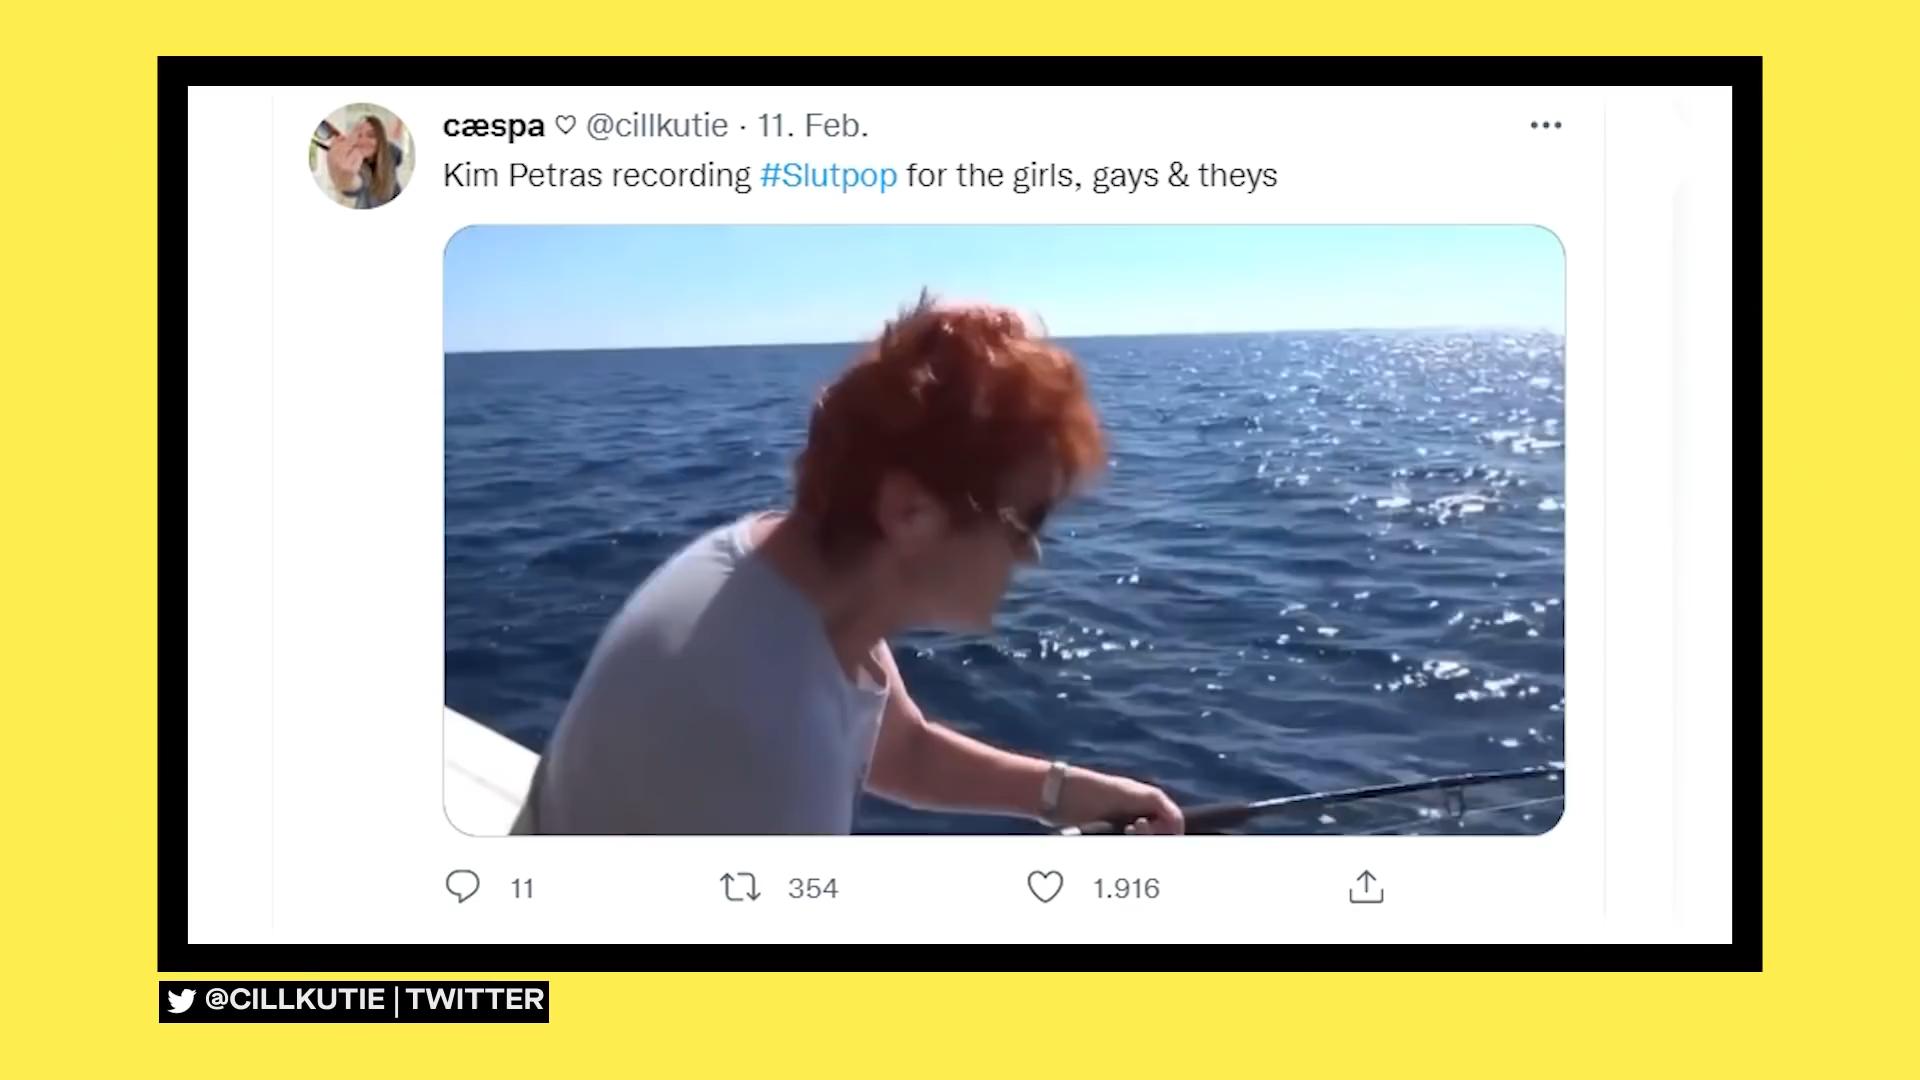 cæspa ♡ @cillkutie · 11. Feb.
Kim Petras recording #Slutpop for the girls, gays & theys
11 354 1.916
@CILLKUTIE | TWITTER